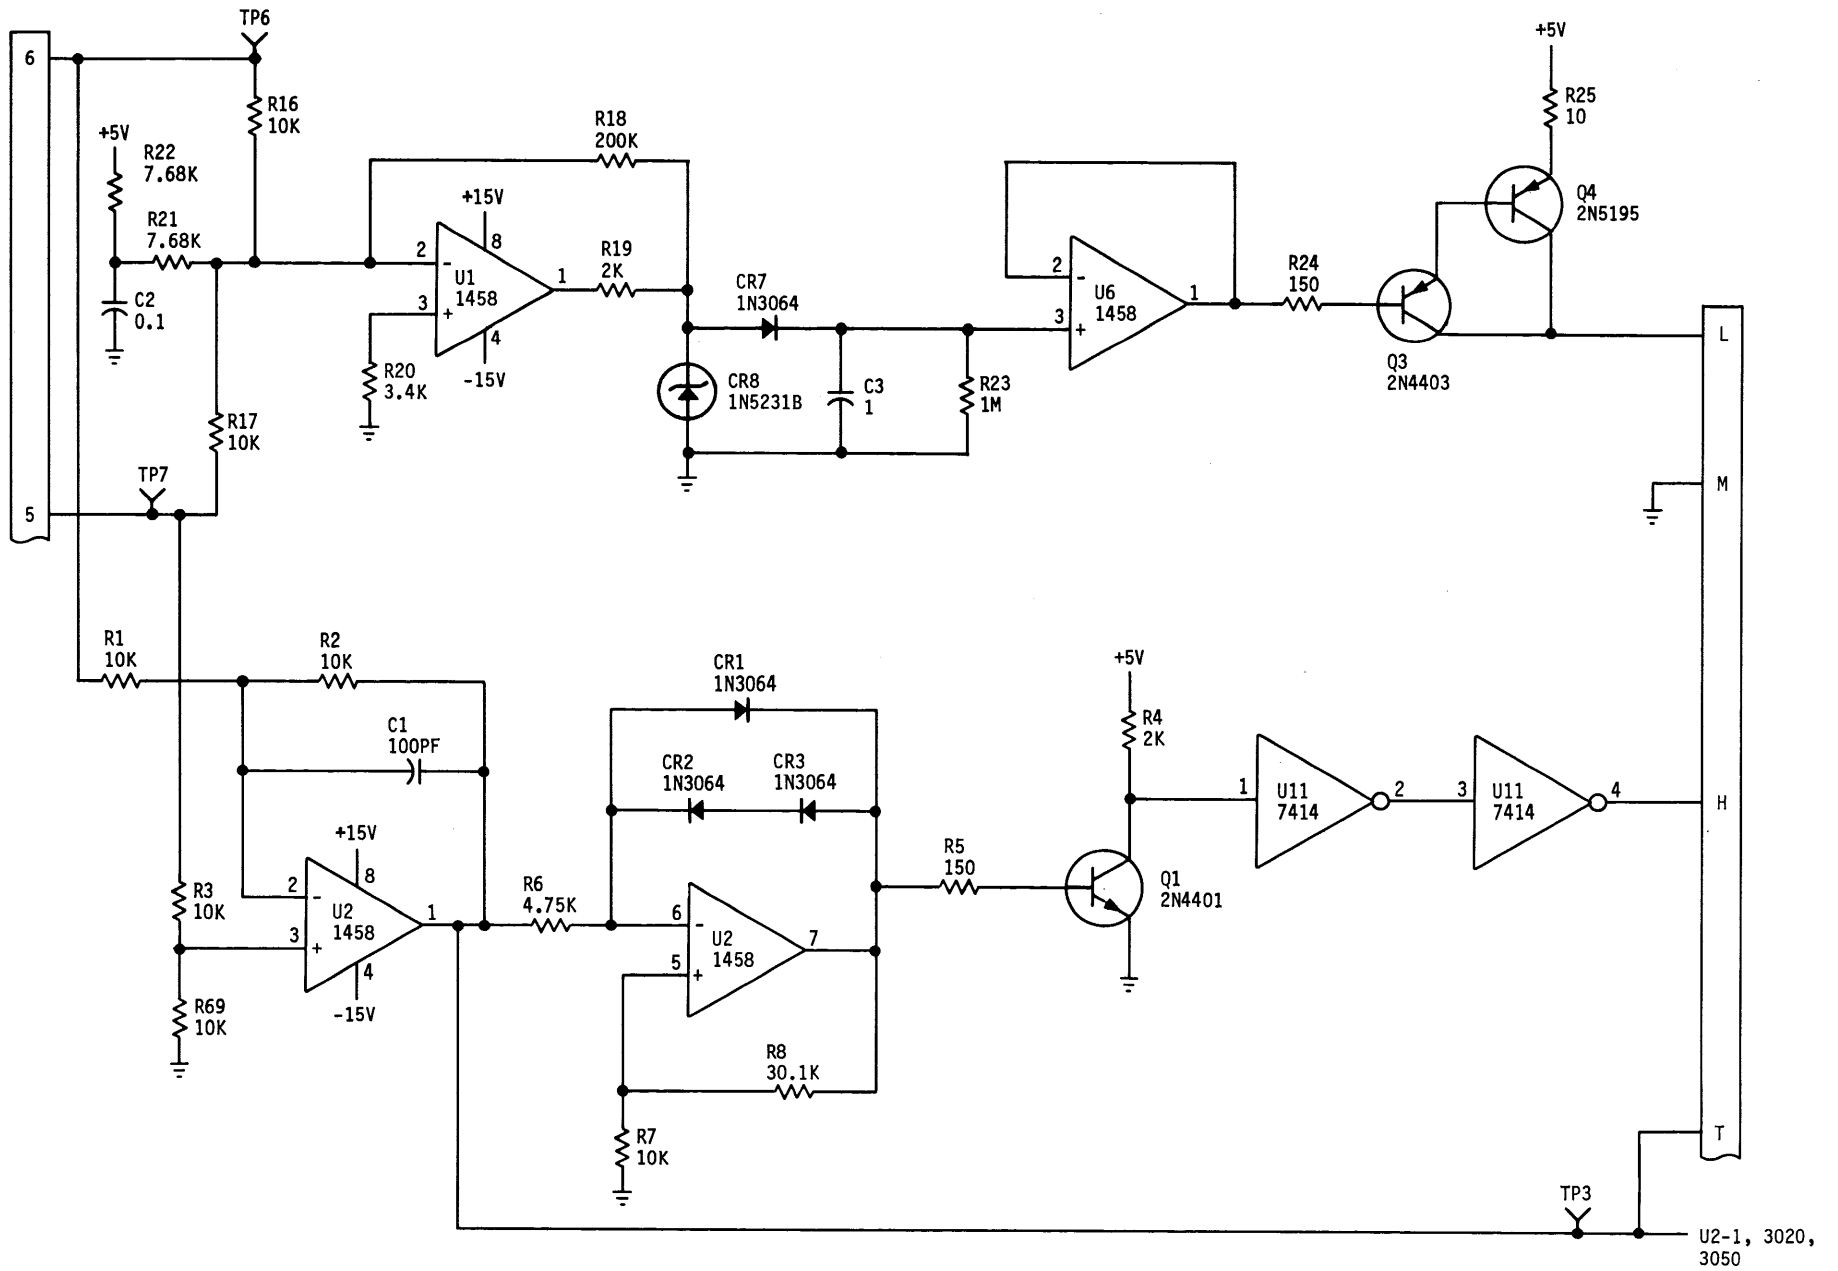 TP6
6
+5V
R16
10K
R18
200K
+5V
R25
10
R22
7.68K
R21
7.68K
+15V
8
2
-
U1
1458
3
+
1
4
-15V
R19
2K
CR7
1N3064
C2
0.1
R20
3.4K
CR8
1N5231B
C3
1
R23
1M
2
-
U6
1458
3
+
1
R24
150
Q4
2N5195
Q3
2N4403
L
R17
10K
TP7
5
M
R1
10K
R2
10K
C1
100PF
CR1
1N3064
CR2
1N3064
CR3
1N3064
+5V
R4
2K
1
U11
7414
2
3
U11
7414
4
H
+15V
8
2
-
U2
1458
3
+
1
4
-15V
R3
10K
R69
10K
R6
4.75K
6
-
U2
1458
5
+
7
R5
150
Q1
2N4401
R8
30.1K
R7
10K
T
TP3
U2-1, 3020,
3050